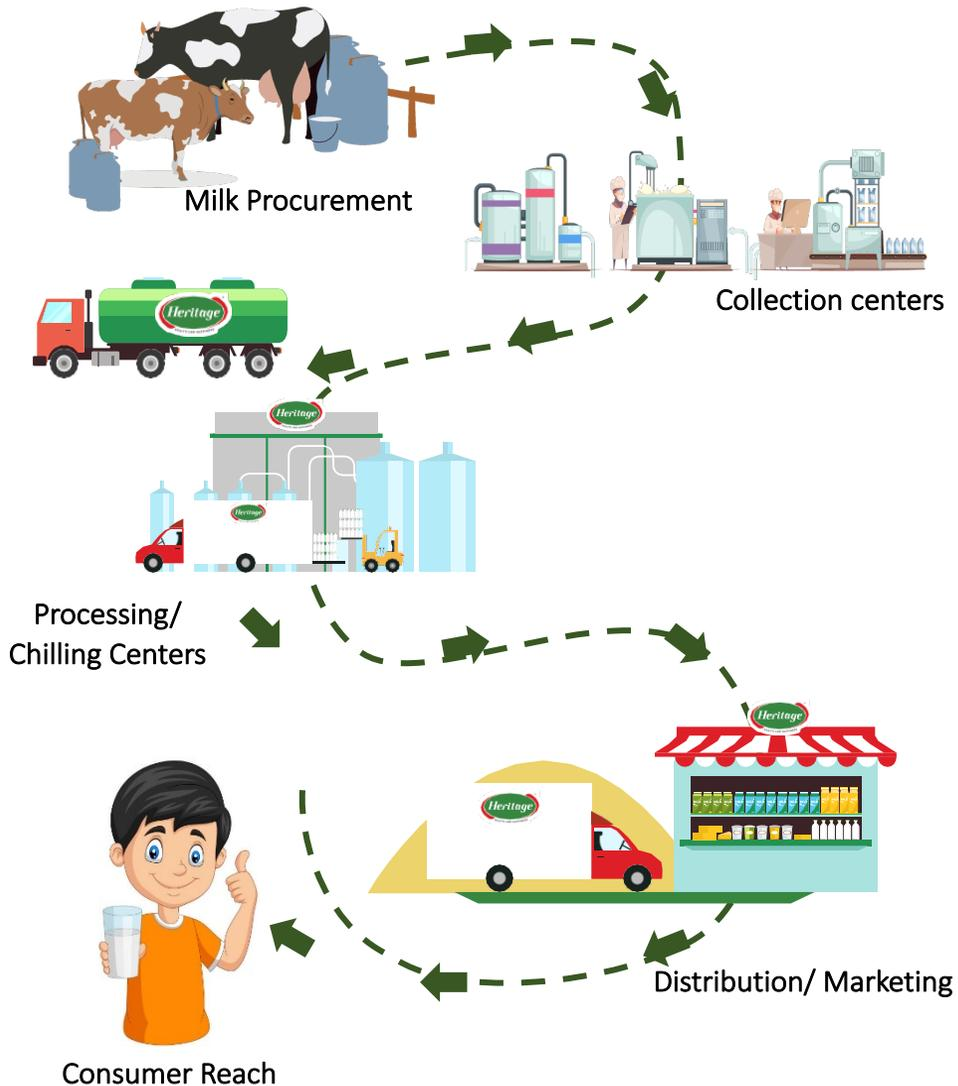 Milk Procurement
Collection centers
Heritage
Heritage
Heritage
Processing/
Chilling Centers
Heritage
Heritage
Distribution/ Marketing
Consumer Reach